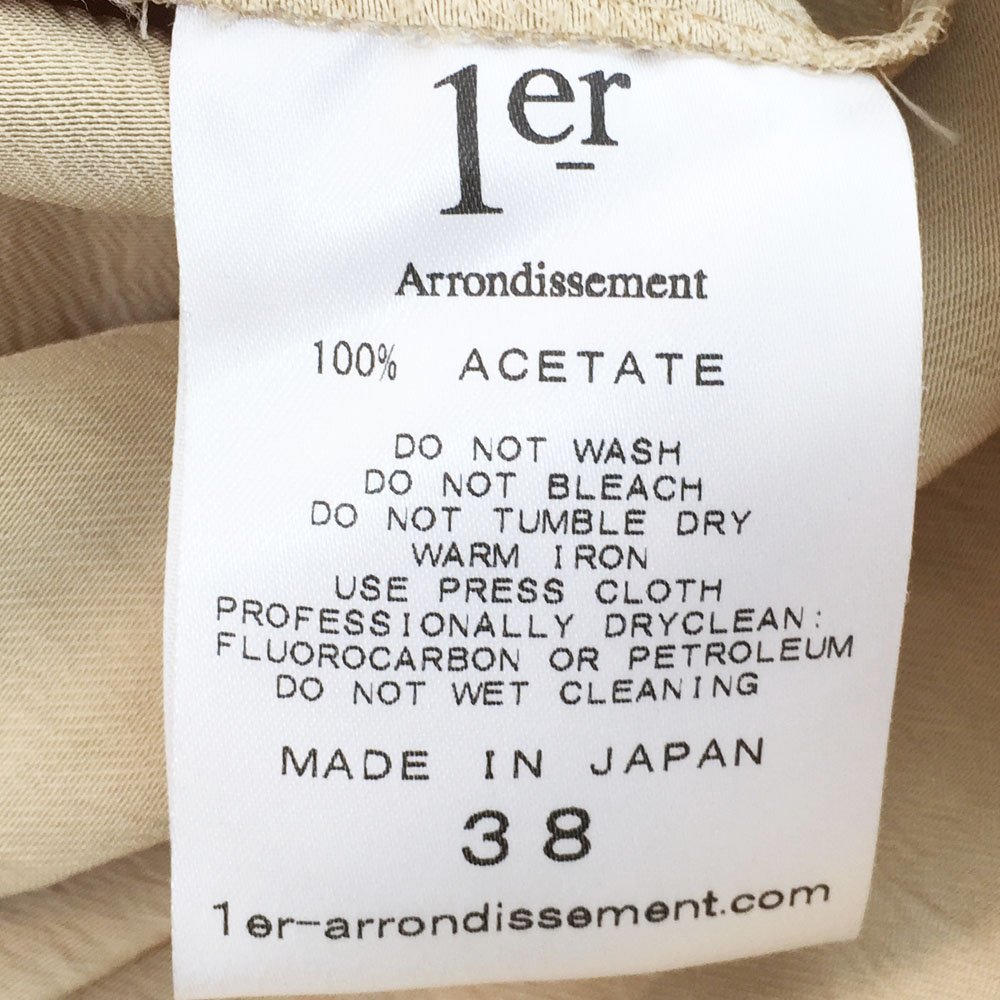 1er
Arrondissement
100% ACETATE
DO NOT WASH
DO NOT BLEACH
DO NOT TUMBLE DRY
WARM IRON
USE PRESS CLOTH
PROFESSIONALLY DRYCLEAN:
FLUOROCARBON OR PETROLEUM
DO NOT WET CLEANING
MADE IN JAPAN
38
1er-arrondissement.com